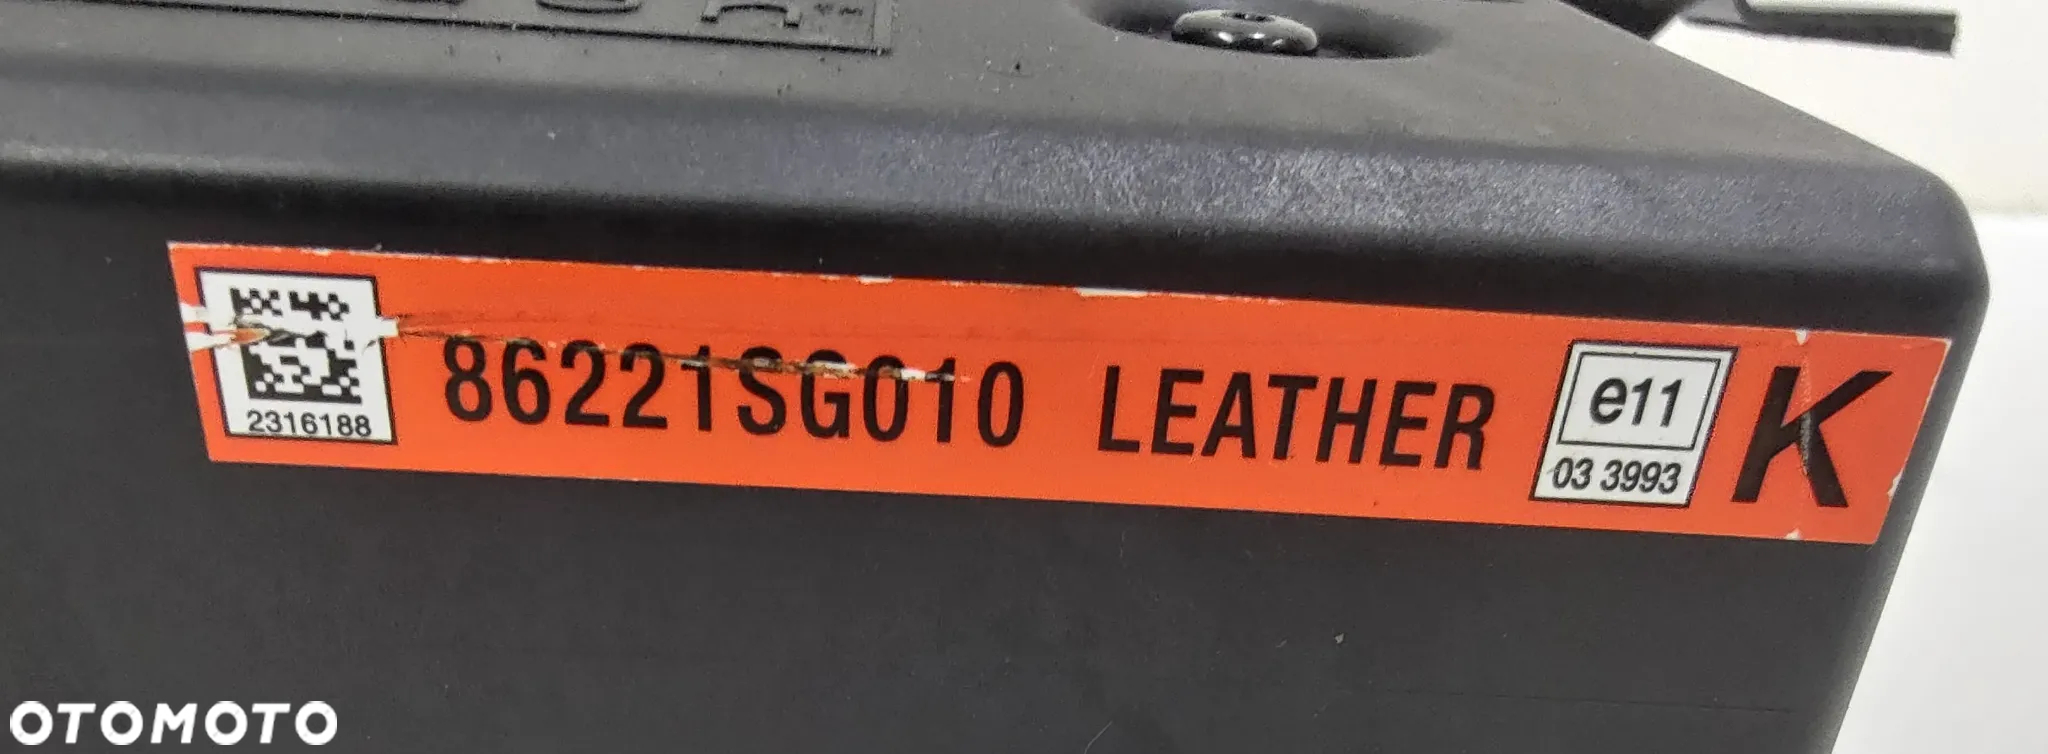 86221SG010 LEATHER
2316188
e11
03 3993
K
OTOMOTO